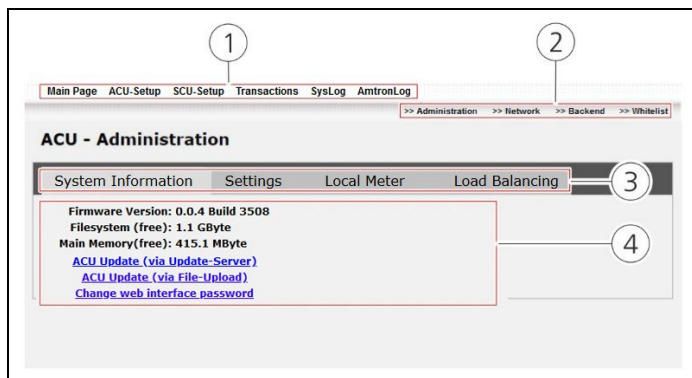 1
2
Main Page ACU-Setup SCU-Setup Transactions SysLog AmtronLog
>> Administration >> Network >> Backend >> Whitelist
ACU - Administration
System Information Settings Local Meter Load Balancing
3
Firmware Version: 0.0.4 Build 3508
Filesystem (free): 1.1 GByte
Main Memory(free): 415.1 MByte
4
ACU Update (via Update-Server)
ACU Update (via File-Upload)
Change web interface password